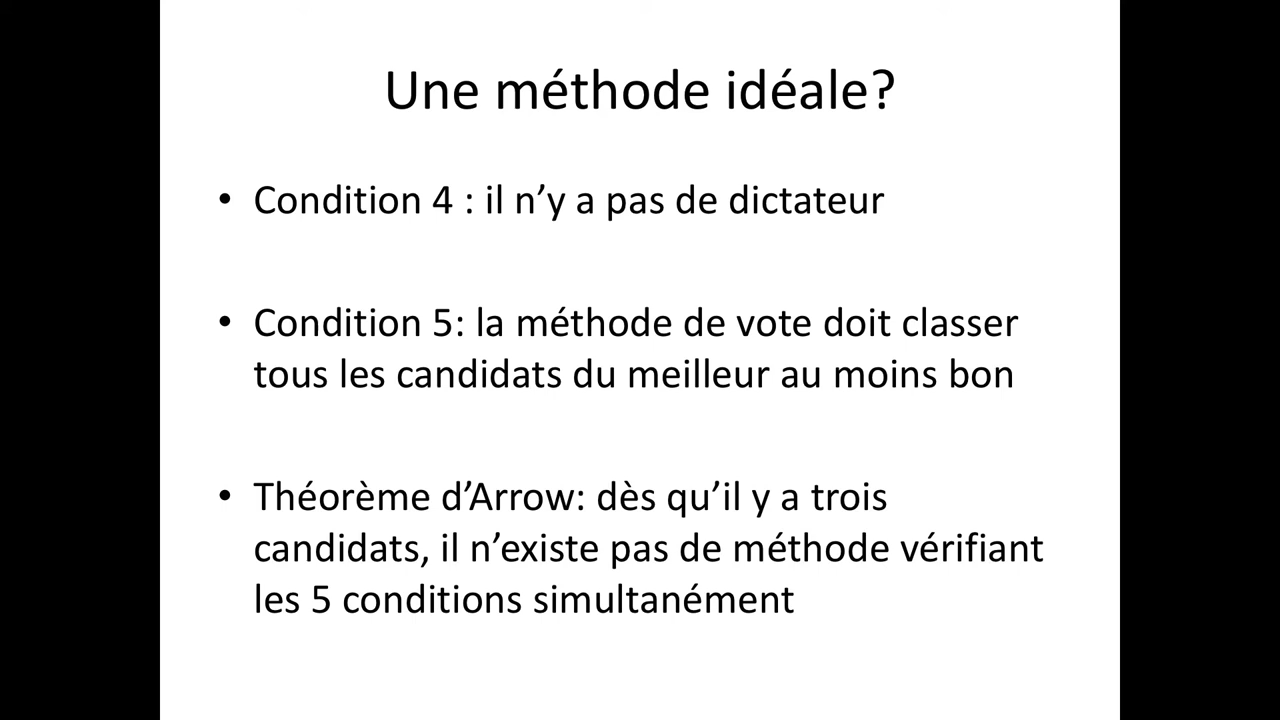 Une méthode idéale?
• Condition 4 : il n’y a pas de dictateur
• Condition 5: la méthode de vote doit classer
tous les candidats du meilleur au moins bon
• Théorème d’Arrow: dès qu’il y a trois
candidats, il n’existe pas de méthode vérifiant
les 5 conditions simultanément